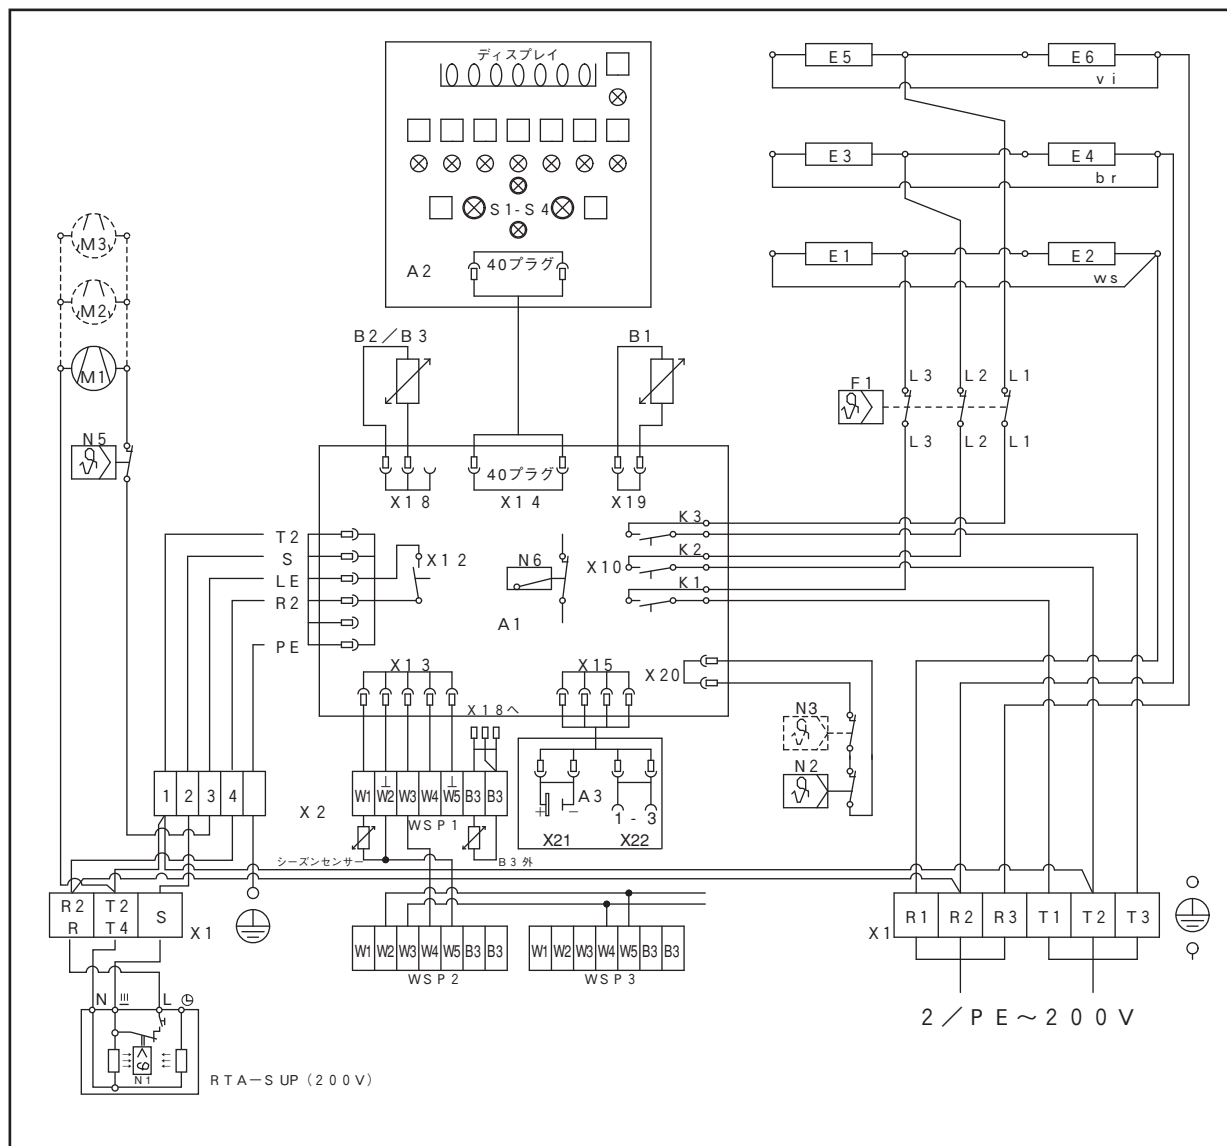 ディスプレイ
S1-S4
40プラグ
A2
E5
E6
vi
E3
E4
br
E1
E2
ws
M3
M2
M1
N5
B2／B3
B1
F1
L3
L2
L1
L3
L2
L1
40プラグ
X18
X14
X19
T2
S
LE
R2
PE
X12
N6
A1
X10
K3
K2
K1
X13
X15
X20
X18へ
N3
N2
1
2
3
4
X2
W1
W2
W3
W4
W5
B3
B3
WSP1
A3
+
−
1-3
X21
X22
シーズンセンサー
B3外
R2
R
T2
T4
S
X1
W1
W2
W3
W4
W5
B3
B3
WSP2
W1
W2
W3
W4
W5
B3
B3
WSP3
X1
R1
R2
R3
T1
T2
T3
2／PE～200V
N
L
N1
RTA－SUP（200V）